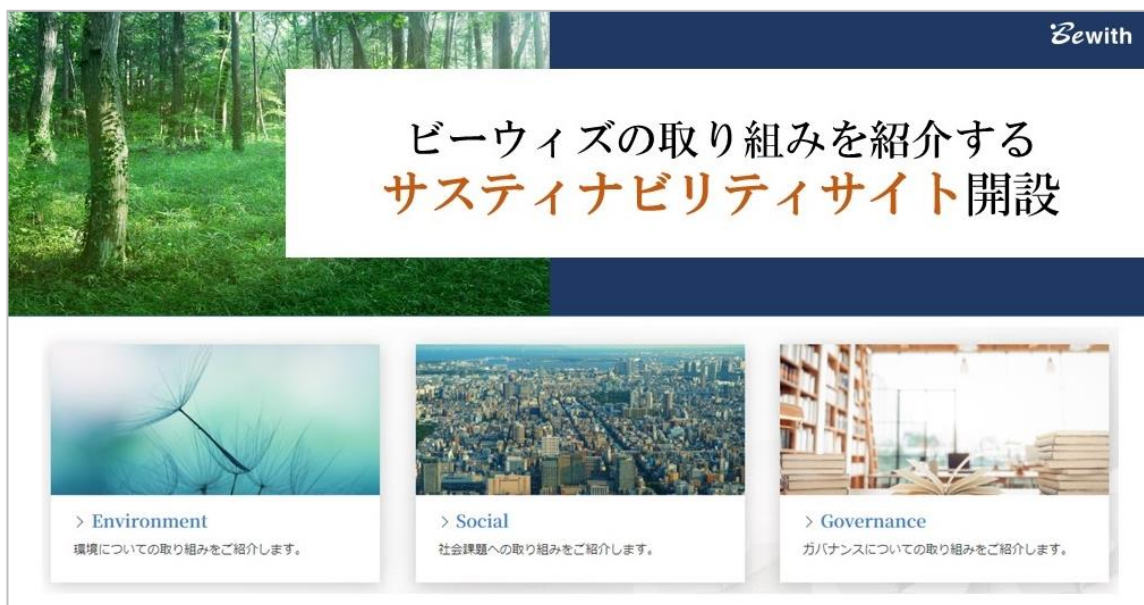 Bewith
ビーウィズの取り組みを紹介する
サスティナビリティサイト開設
> Environment
環境についての取り組みをご紹介します。
> Social
社会課題への取り組みをご紹介します。
> Governance
ガバナンスについての取り組みをご紹介します。